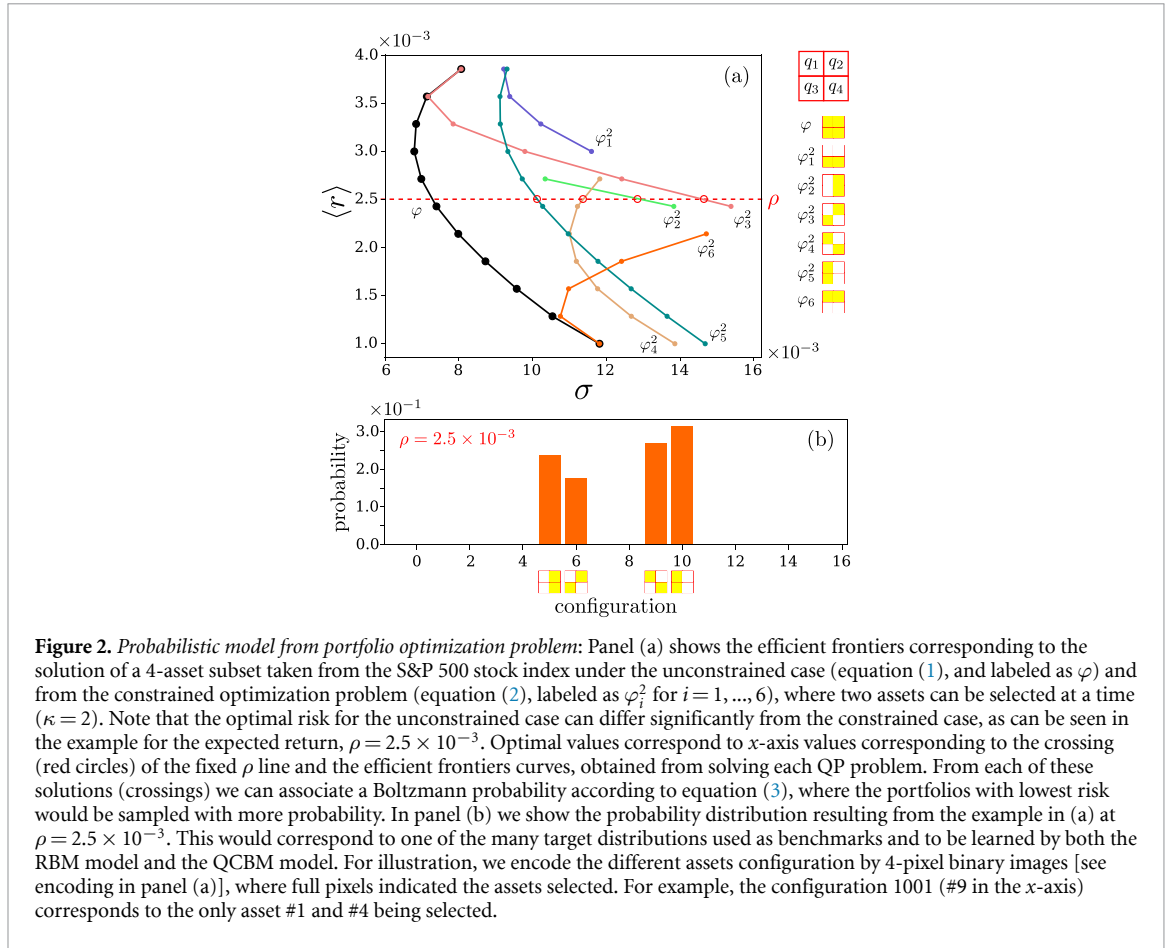 ×10⁻³
4.0
3.5
3.0
2.5
2.0
1.5
1.0
⟨r⟩
(a)
φ
φ₁²
φ₂²
φ₃²
φ₆²
φ₄²
φ₅²
ρ
6 8 10 12 14 16
×10⁻³
σ
q₁ q₂
q₃ q₄
φ
φ₁²
φ₂²
φ₃²
φ₄²
φ₅²
φ₆
×10⁻¹
3.0
2.0
1.0
0.0
probability
ρ = 2.5 × 10⁻³
(b)
0 2 4 6 8 10 12 14 16
configuration
Figure 2. Probabilistic model from portfolio optimization problem: Panel (a) shows the efficient frontiers corresponding to the
solution of a 4-asset subset taken from the S&P 500 stock index under the unconstrained case (equation (1), and labeled as φ) and
from the constrained optimization problem (equation (2), labeled as φᵢ² for i = 1, ..., 6), where two assets can be selected at a time
(κ = 2). Note that the optimal risk for the unconstrained case can differ significantly from the constrained case, as can be seen in
the example for the expected return, ρ = 2.5 × 10⁻³. Optimal values correspond to x-axis values corresponding to the crossing
(red circles) of the fixed ρ line and the efficient frontiers curves, obtained from solving each QP problem. From each of these
solutions (crossings) we can associate a Boltzmann probability according to equation (3), where the portfolios with lowest risk
would be sampled with more probability. In panel (b) we show the probability distribution resulting from the example in (a) at
ρ = 2.5 × 10⁻³. This would correspond to one of the many target distributions used as benchmarks and to be learned by both the
RBM model and the QCBM model. For illustration, we encode the different assets configuration by 4-pixel binary images [see
encoding in panel (a)], where full pixels indicated the assets selected. For example, the configuration 1001 (#9 in the x-axis)
corresponds to the only asset #1 and #4 being selected.